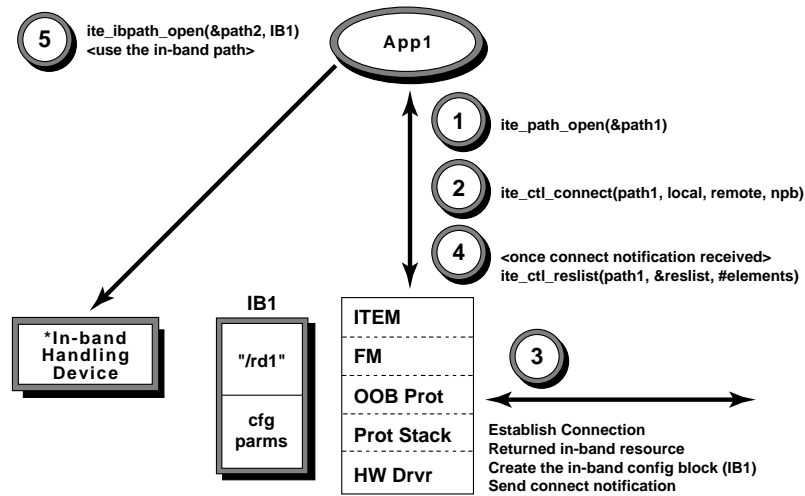 5
ite_ibpath_open(&path2, IB1)
<use the in-band path>
App1
1
ite_path_open(&path1)
2
ite_ctl_connect(path1, local, remote, npb)
4
<once connect notification received>
ite_ctl_reslist(path1, &reslist, #elements)
*In-band
Handling
Device
IB1
"/rd1"
cfg
parms
ITEM
FM
OOB Prot
Prot Stack
HW Drvr
3
Establish Connection
Returned in-band resource
Create the in-band config block (IB1)
Send connect notification